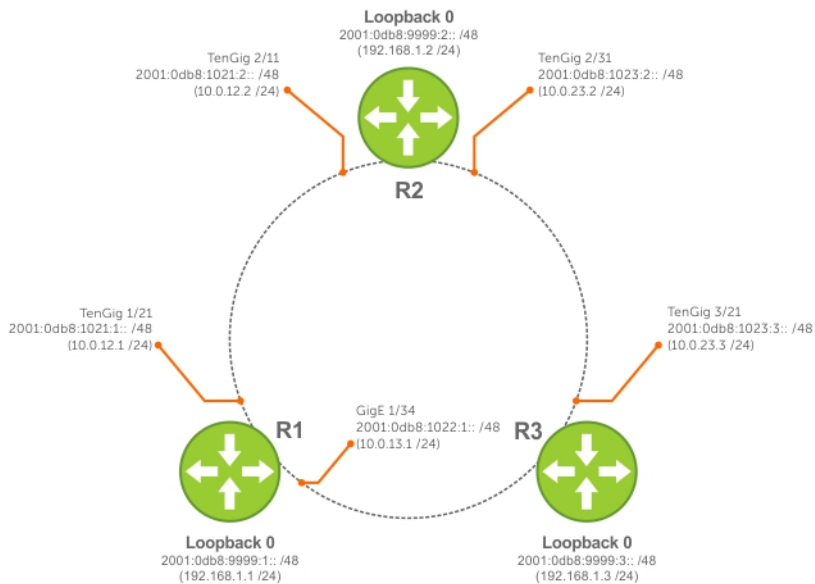 Loopback 0
2001:0db8:9999:2:: /48
(192.168.1.2 /24)
TenGig 2/11
2001:0db8:1021:2:: /48
(10.0.12.2 /24)
TenGig 2/31
2001:0db8:1023:2:: /48
(10.0.23.2 /24)
R2
TenGig 1/21
2001:0db8:1021:1:: /48
(10.0.12.1 /24)
TenGig 3/21
2001:0db8:1023:3:: /48
(10.0.23.3 /24)
R1
GigE 1/34
2001:0db8:1022:1:: /48
(10.0.13.1 /24)
R3
Loopback 0
2001:0db8:9999:1:: /48
(192.168.1.1 /24)
Loopback 0
2001:0db8:9999:3:: /48
(192.168.1.3 /24)